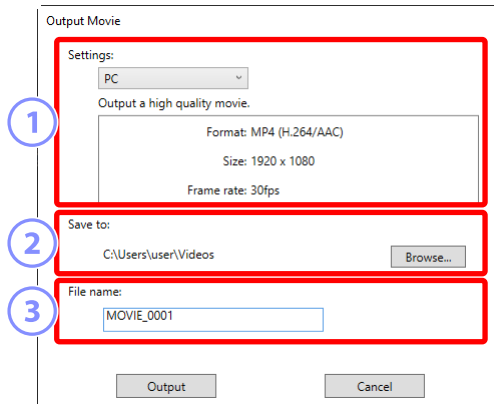 Output Movie
Settings:
PC
Output a high quality movie.
Format: MP4 (H.264/AAC)
Size: 1920 x 1080
Frame rate: 30fps
1
Save to:
C:\Users\user\Videos
Browse...
2
File name:
MOVIE_0001
3
Output
Cancel